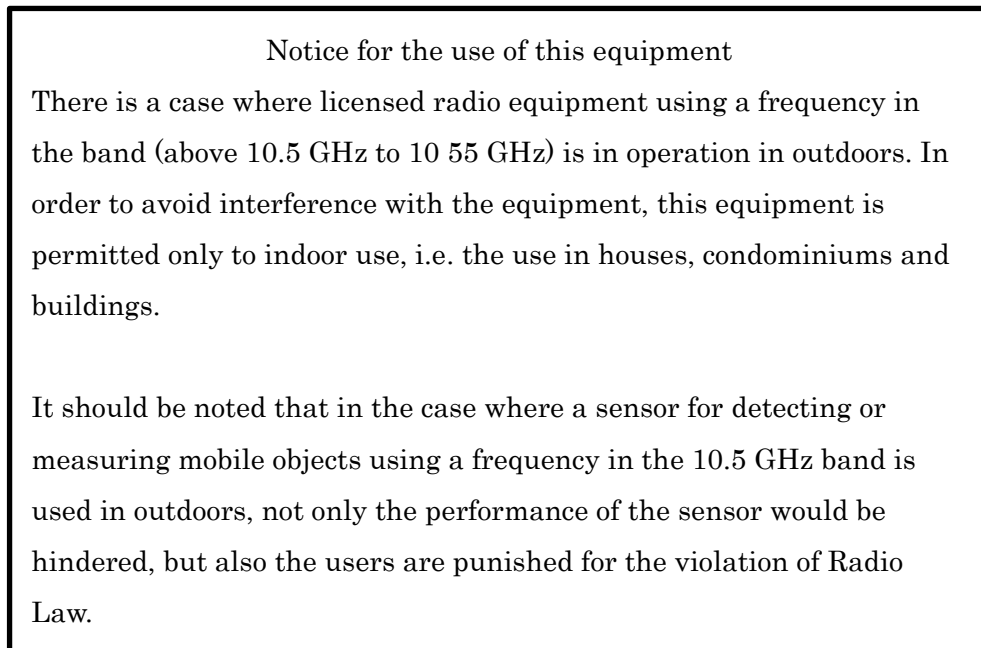 Notice for the use of this equipment
There is a case where licensed radio equipment using a frequency in
the band (above 10.5 GHz to 10 55 GHz) is in operation in outdoors. In
order to avoid interference with the equipment, this equipment is
permitted only to indoor use, i.e. the use in houses, condominiums and
buildings.
It should be noted that in the case where a sensor for detecting or
measuring mobile objects using a frequency in the 10.5 GHz band is
used in outdoors, not only the performance of the sensor would be
hindered, but also the users are punished for the violation of Radio
Law.